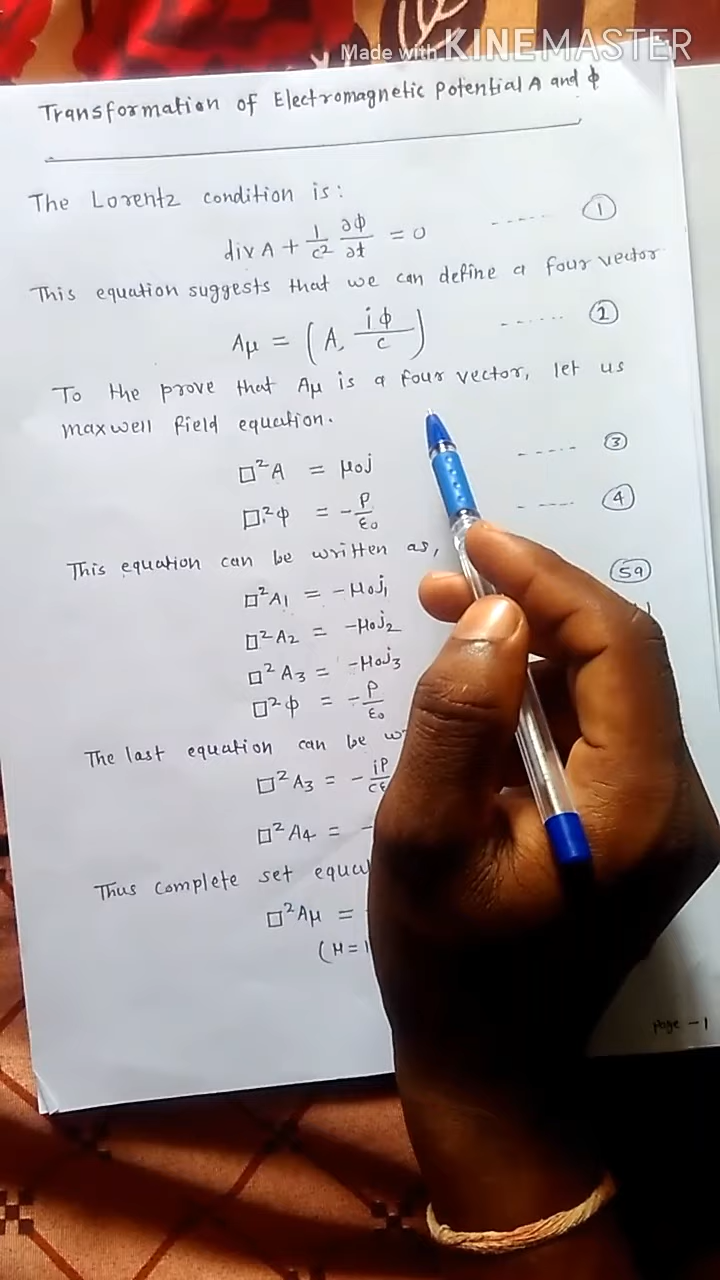 Made with KINEMASTER
Transformation of Electromagnetic Potential A and ϕ
The Lorentz condition is:
div A + 1/c² ∂ϕ/∂t = 0 ----- ①
This equation suggests that we can define a four vector
Aμ = (A, iϕ/c) ------ ②
To the prove that Aμ is a four vector, let us
maxwell field equation.
□²A = μ₀j ----- ③
□²ϕ = -ρ/ε₀ ----- ④
This equation can be written as,
□²A₁ = -μ₀j₁
□²A₂ = -μ₀j₂
□²A₃ = -μ₀j₃
□²ϕ = -ρ/ε₀
The last equation can be
□²A₃ = -iρ/
□²A₄ = -
Thus complete set
□²Aμ =
Page -1